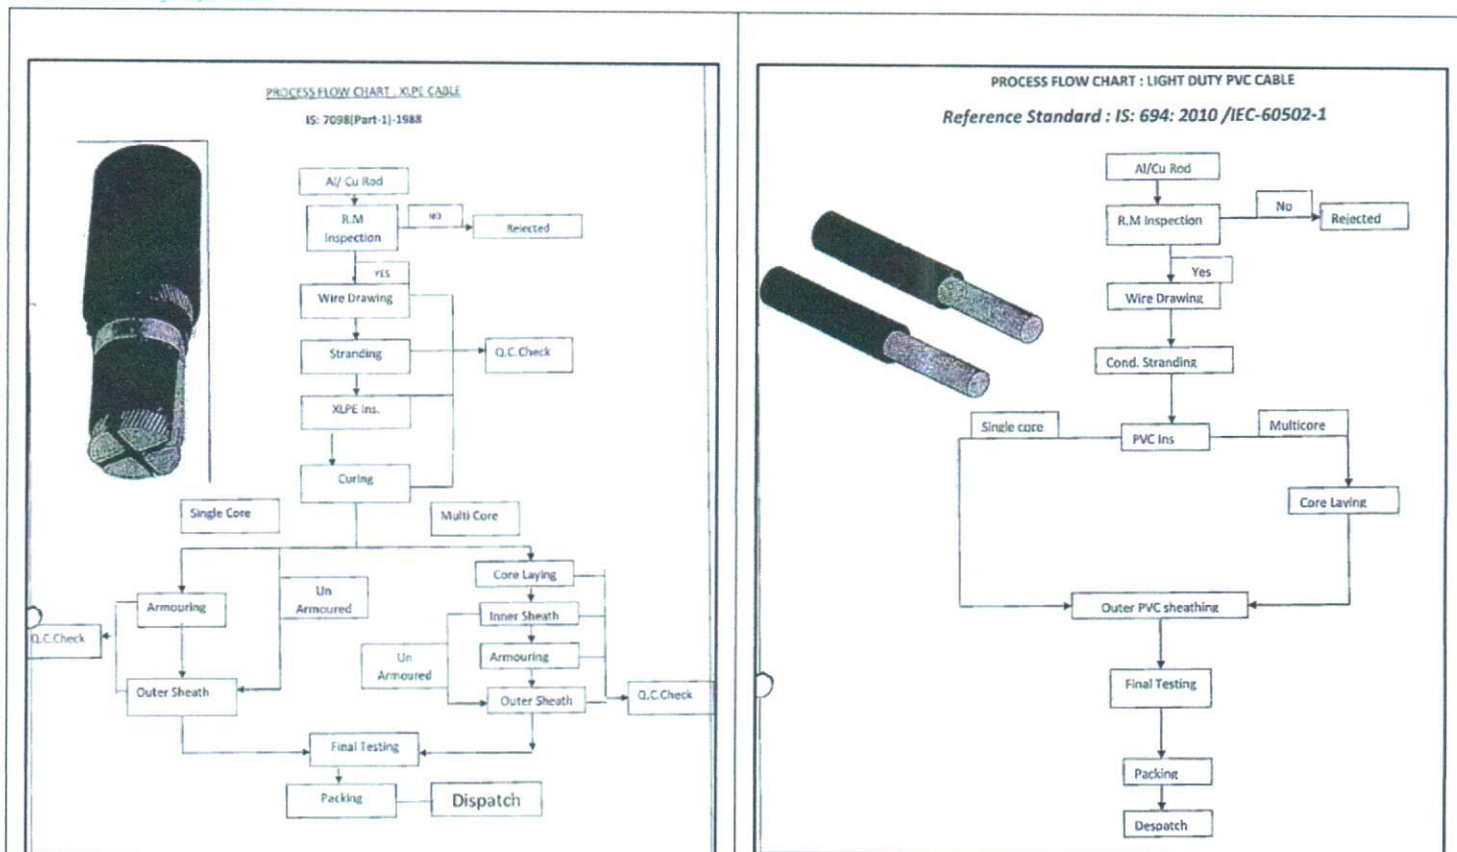 PROCESS FLOW CHART : XLPE CABLE
IS: 7098(Part-1)-1988
Al/ Cu Rod
R.M
Inspection
NO
Rejected
YES
Wire Drawing
Stranding
Q.C.Check
XLPE Ins.
Curing
Single Core
Multi Core
Core Laying
Un
Armoured
Armouring
Inner Sheath
Q.C.Check
Un
Armoured
Armouring
Outer Sheath
Outer Sheath
Q.C.Check
Final Testing
Packing
Dispatch
PROCESS FLOW CHART : LIGHT DUTY PVC CABLE
Reference Standard : IS: 694: 2010 /IEC-60502-1
Al/Cu Rod
R.M Inspection
No
Rejected
Yes
Wire Drawing
Cond. Stranding
Single core
PVC Ins
Multicore
Core Laying
Outer PVC sheathing
Final Testing
Packing
Despatch